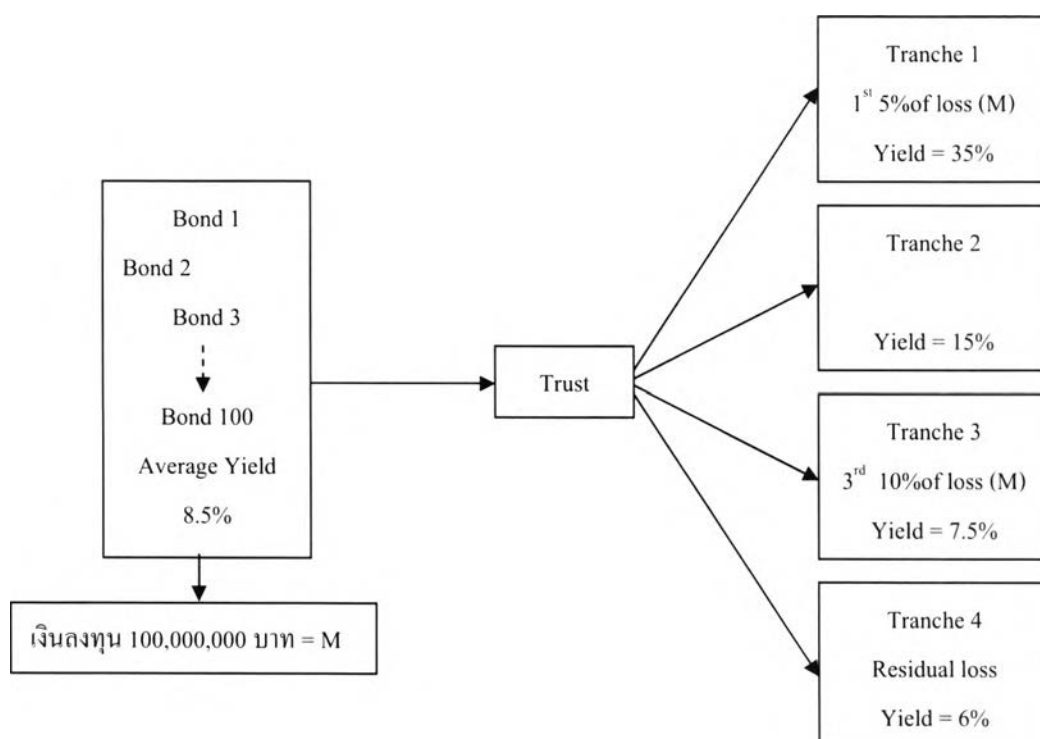 Bond 1
Bond 2
Bond 3
Bond 100
Average Yield
8.5%
เงินลงทุน 100,000,000 บาท = M
Trust
Tranche 1
1st 5%of loss (M)
Yield = 35%
Tranche 2
Yield = 15%
Tranche 3
3rd 10%of loss (M)
Yield = 7.5%
Tranche 4
Residual loss
Yield = 6%